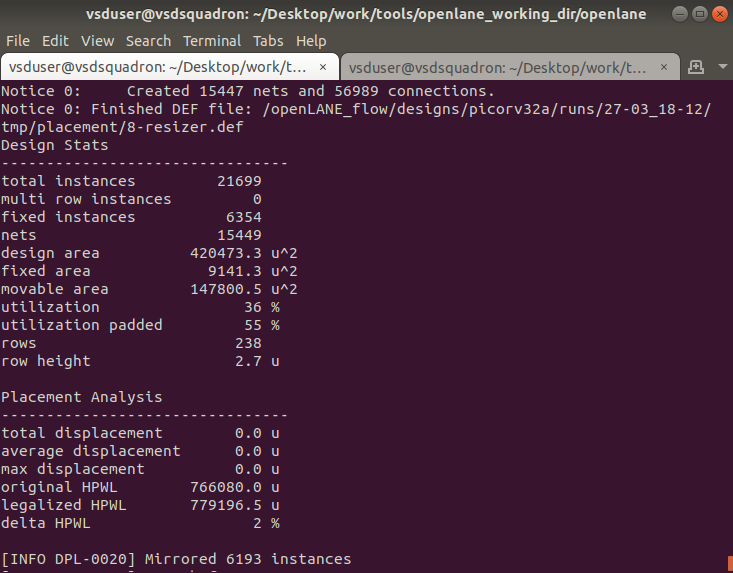 vsduser@vsdsquadron: ~/Desktop/work/tools/openlane_working_dir/openlane
File Edit View Search Terminal Tabs Help
vsduser@vsdsquadron: ~/Desktop/work/t... × vsduser@vsdsquadron: ~/Desktop/work/t... ×
Notice 0:     Created 15447 nets and 56989 connections.
Notice 0: Finished DEF file: /openLANE_flow/designs/picorv32a/runs/27-03_18-12/
tmp/placement/8-resizer.def
Design Stats
--------------------------------
total instances         21699
multi row instances         0
fixed instances          6354
nets                    15449
design area          420473.3 u^2
fixed area             9141.3 u^2
movable area         147800.5 u^2
utilization                36 %
utilization padded         55 %
rows                      238
row height                2.7 u
Placement Analysis
--------------------------------
total displacement        0.0 u
average displacement      0.0 u
max displacement          0.0 u
original HPWL        766080.0 u
legalized HPWL       779196.5 u
delta HPWL                  2 %
[INFO DPL-0020] Mirrored 6193 instances